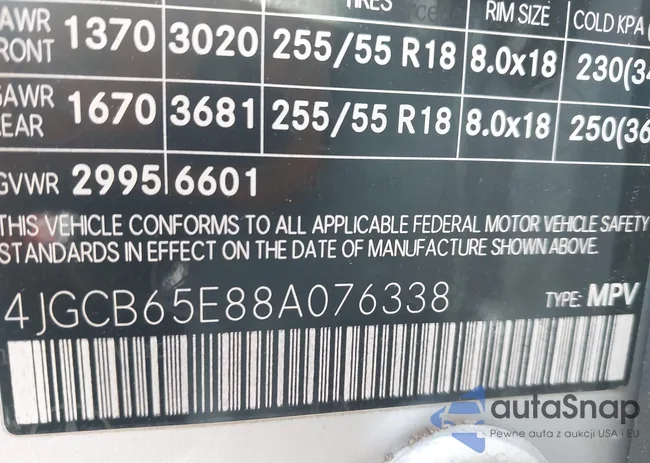 TIRES RIM SIZE COLD KPA
GAWR FRONT 1370 3020 255/55 R18 8.0x18 230(34
GAWR REAR 1670 3681 255/55 R18 8.0x18 250(36
GVWR 2995 6601
THIS VEHICLE CONFORMS TO ALL APPLICABLE FEDERAL MOTOR VEHICLE SAFETY
STANDARDS IN EFFECT ON THE DATE OF MANUFACTURE SHOWN ABOVE.
4JGCB65E88A076338 TYPE: MPV
autaSnap
Pewne auta z aukcji USA i EU